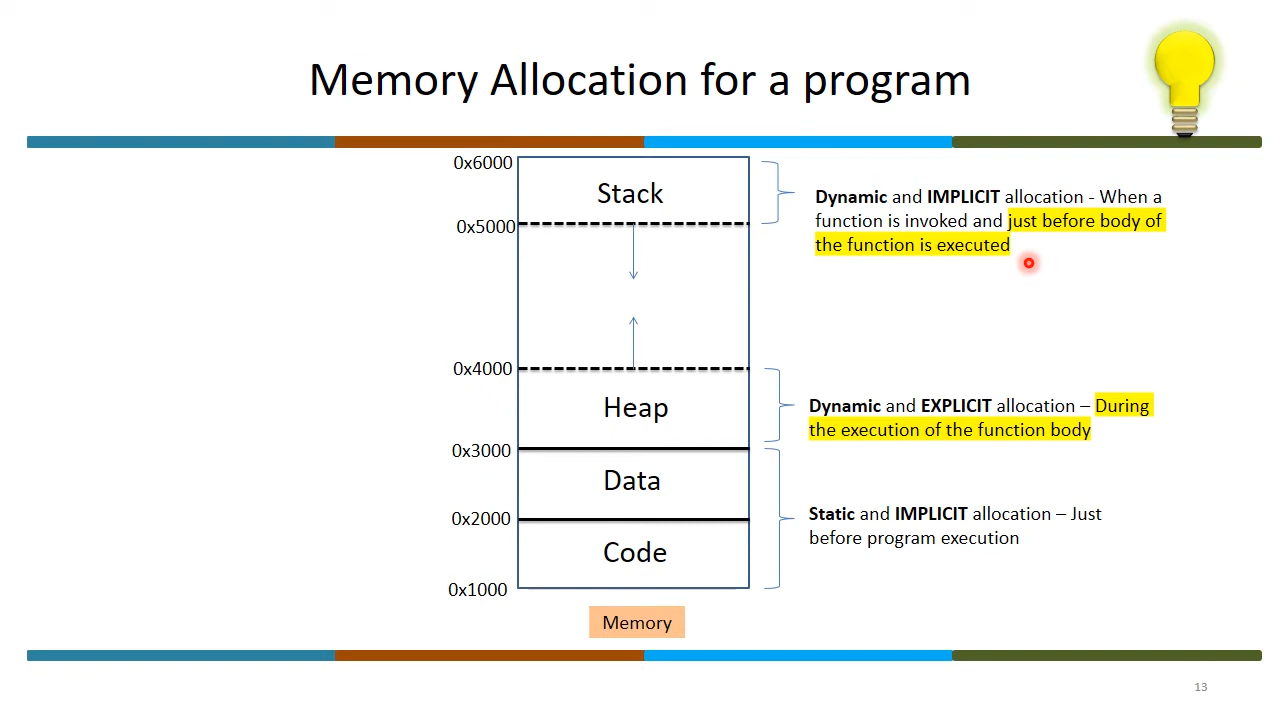 Memory Allocation for a program
0x6000
Stack
0x5000
Dynamic and IMPLICIT allocation - When a
function is invoked and just before body of
the function is executed
0x4000
Heap
Dynamic and EXPLICIT allocation – During
the execution of the function body
0x3000
Data
0x2000
Static and IMPLICIT allocation – Just
before program execution
Code
0x1000
Memory
13